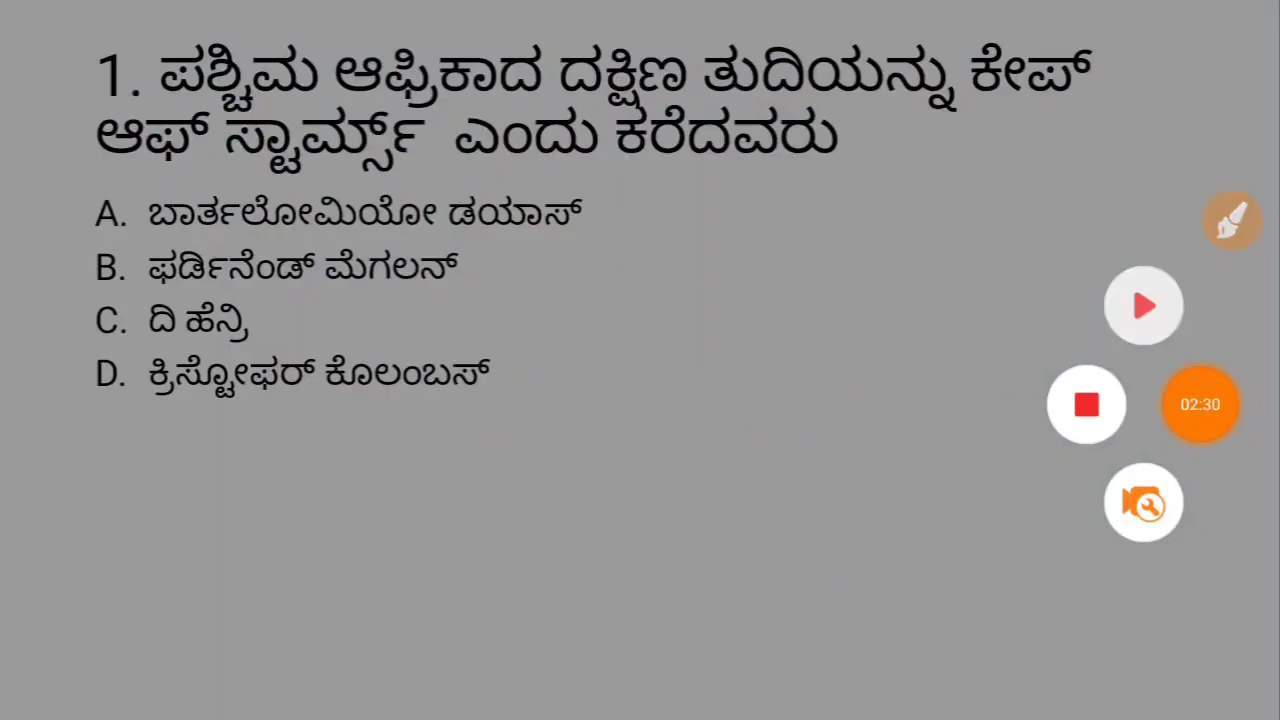 1. ಪಶ್ಚಿಮ ಆಫ್ರಿಕಾದ ದಕ್ಷಿಣ ತುದಿಯನ್ನು ಕೇಪ್
ಆಫ್ ಸ್ಟಾರ್ಮ್ಸ್ ಎಂದು ಕರೆದವರು
A. ಬಾರ್ತಲೋಮಿಯೋ ಡಯಾಸ್
B. ಫರ್ಡಿನೆಂಡ್ ಮೆಗಲನ್
C. ದಿ ಹೆನ್ರಿ
D. ಕ್ರಿಸ್ಟೋಫರ್ ಕೊಲಂಬಸ್
02:30